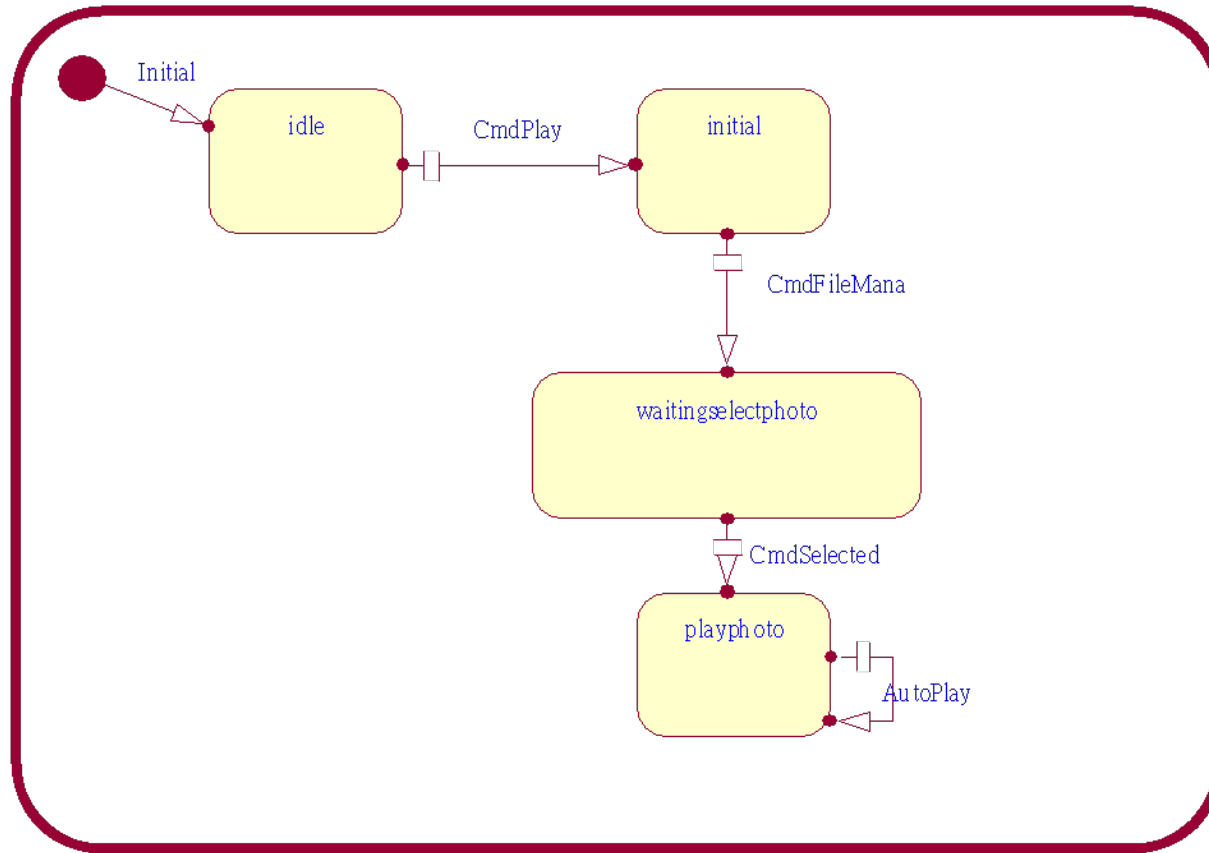 Initial
idle
CmdPlay
initial
CmdFileMana
waitingselectphoto
CmdSelected
playphoto
AutoPlay